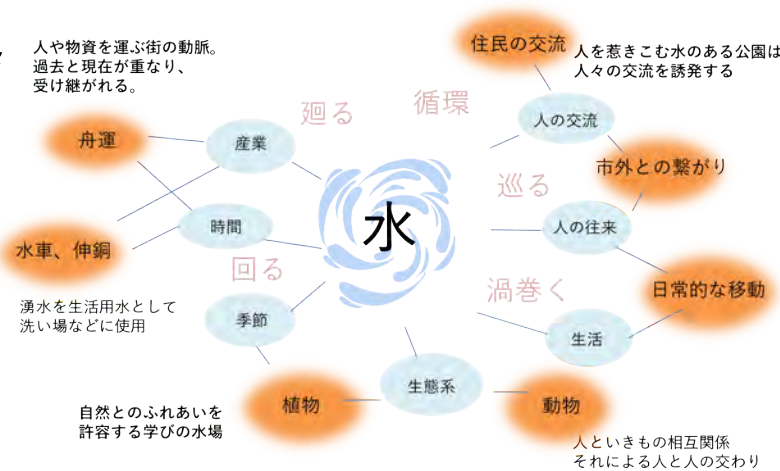 人や物資を運ぶ街の動脈。
過去と現在が重なり、
受け継がれる。
住民の交流
人を惹きこむ水のある公園は
人々の交流を誘発する
廻る
循環
舟運
産業
人の交流
市外との繋がり
巡る
水
時間
人の往来
水車、伸銅
回る
渦巻く
日常的な移動
湧水を生活用水として
洗い場などに使用
季節
生活
生態系
植物
動物
自然とのふれあいを
許容する学びの水場
人といきもの相互関係
それによる人と人の交わり